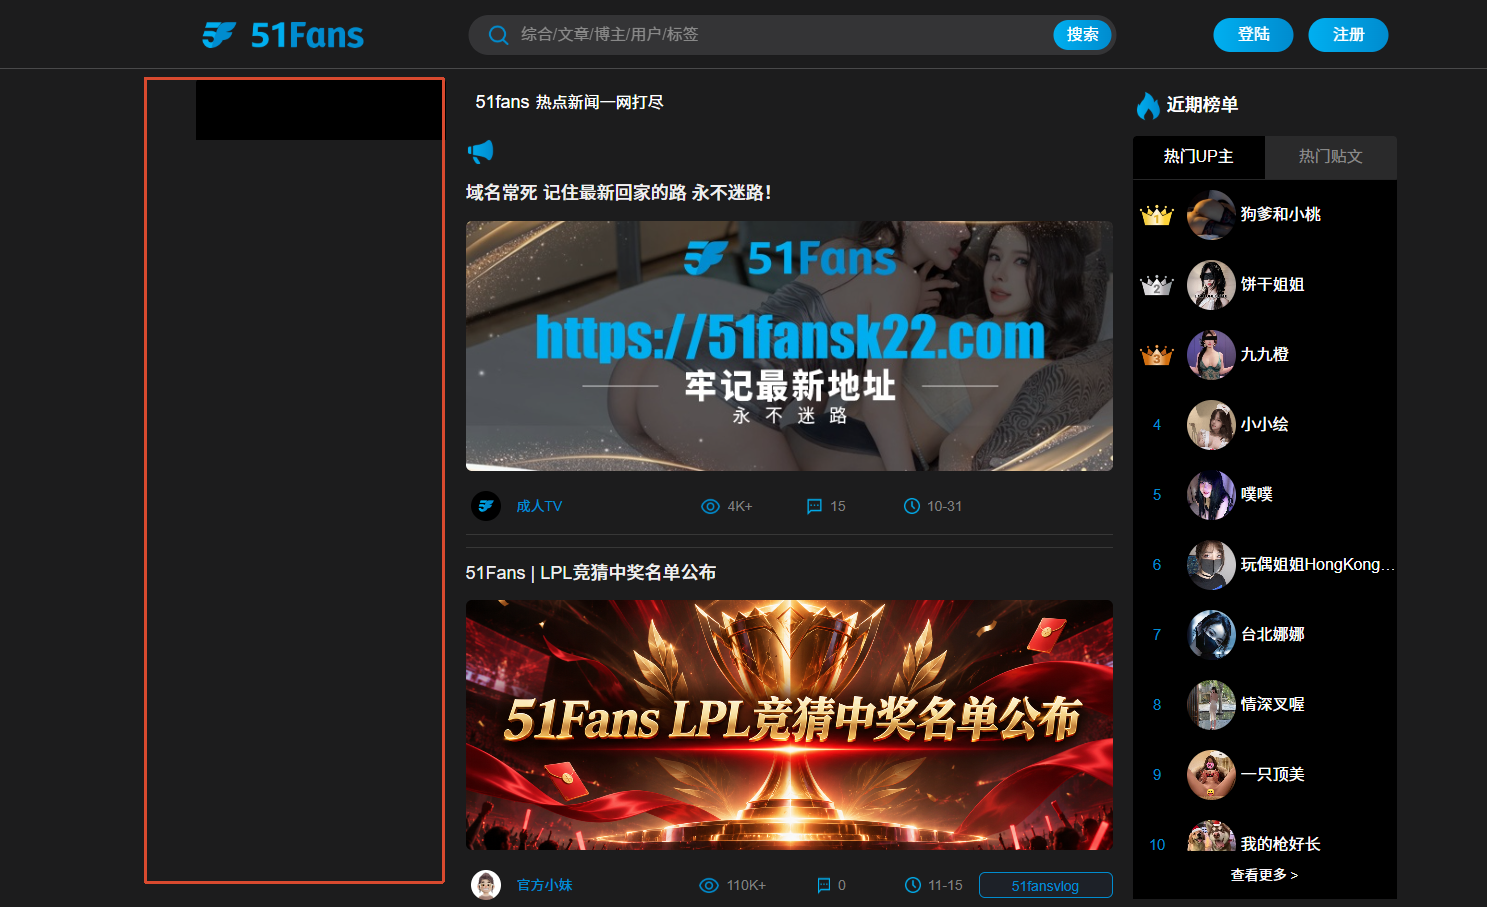 51Fans
综合/文章/博主/用户/标签
搜索
登陆
注册
51fans 热点新闻一网打尽
域名常死 记住最新回家的路 永不迷路！
51Fans
https://51fansk22.com
牢记最新地址
永不迷路
成人TV
4K+
15
10-31
51Fans | LPL竞猜中奖名单公布
51Fans LPL竞猜中奖名单公布
官方小妹
110K+
0
11-15
51fansvlog
近期榜单
热门UP主
热门贴文
1
狗爹和小桃
2
饼干姐姐
3
九九橙
4
小小绘
5
噗噗
6
玩偶姐姐HongKong...
7
台北娜娜
8
情深叉喔
9
一只顶美
10
我的枪好长
查看更多 >